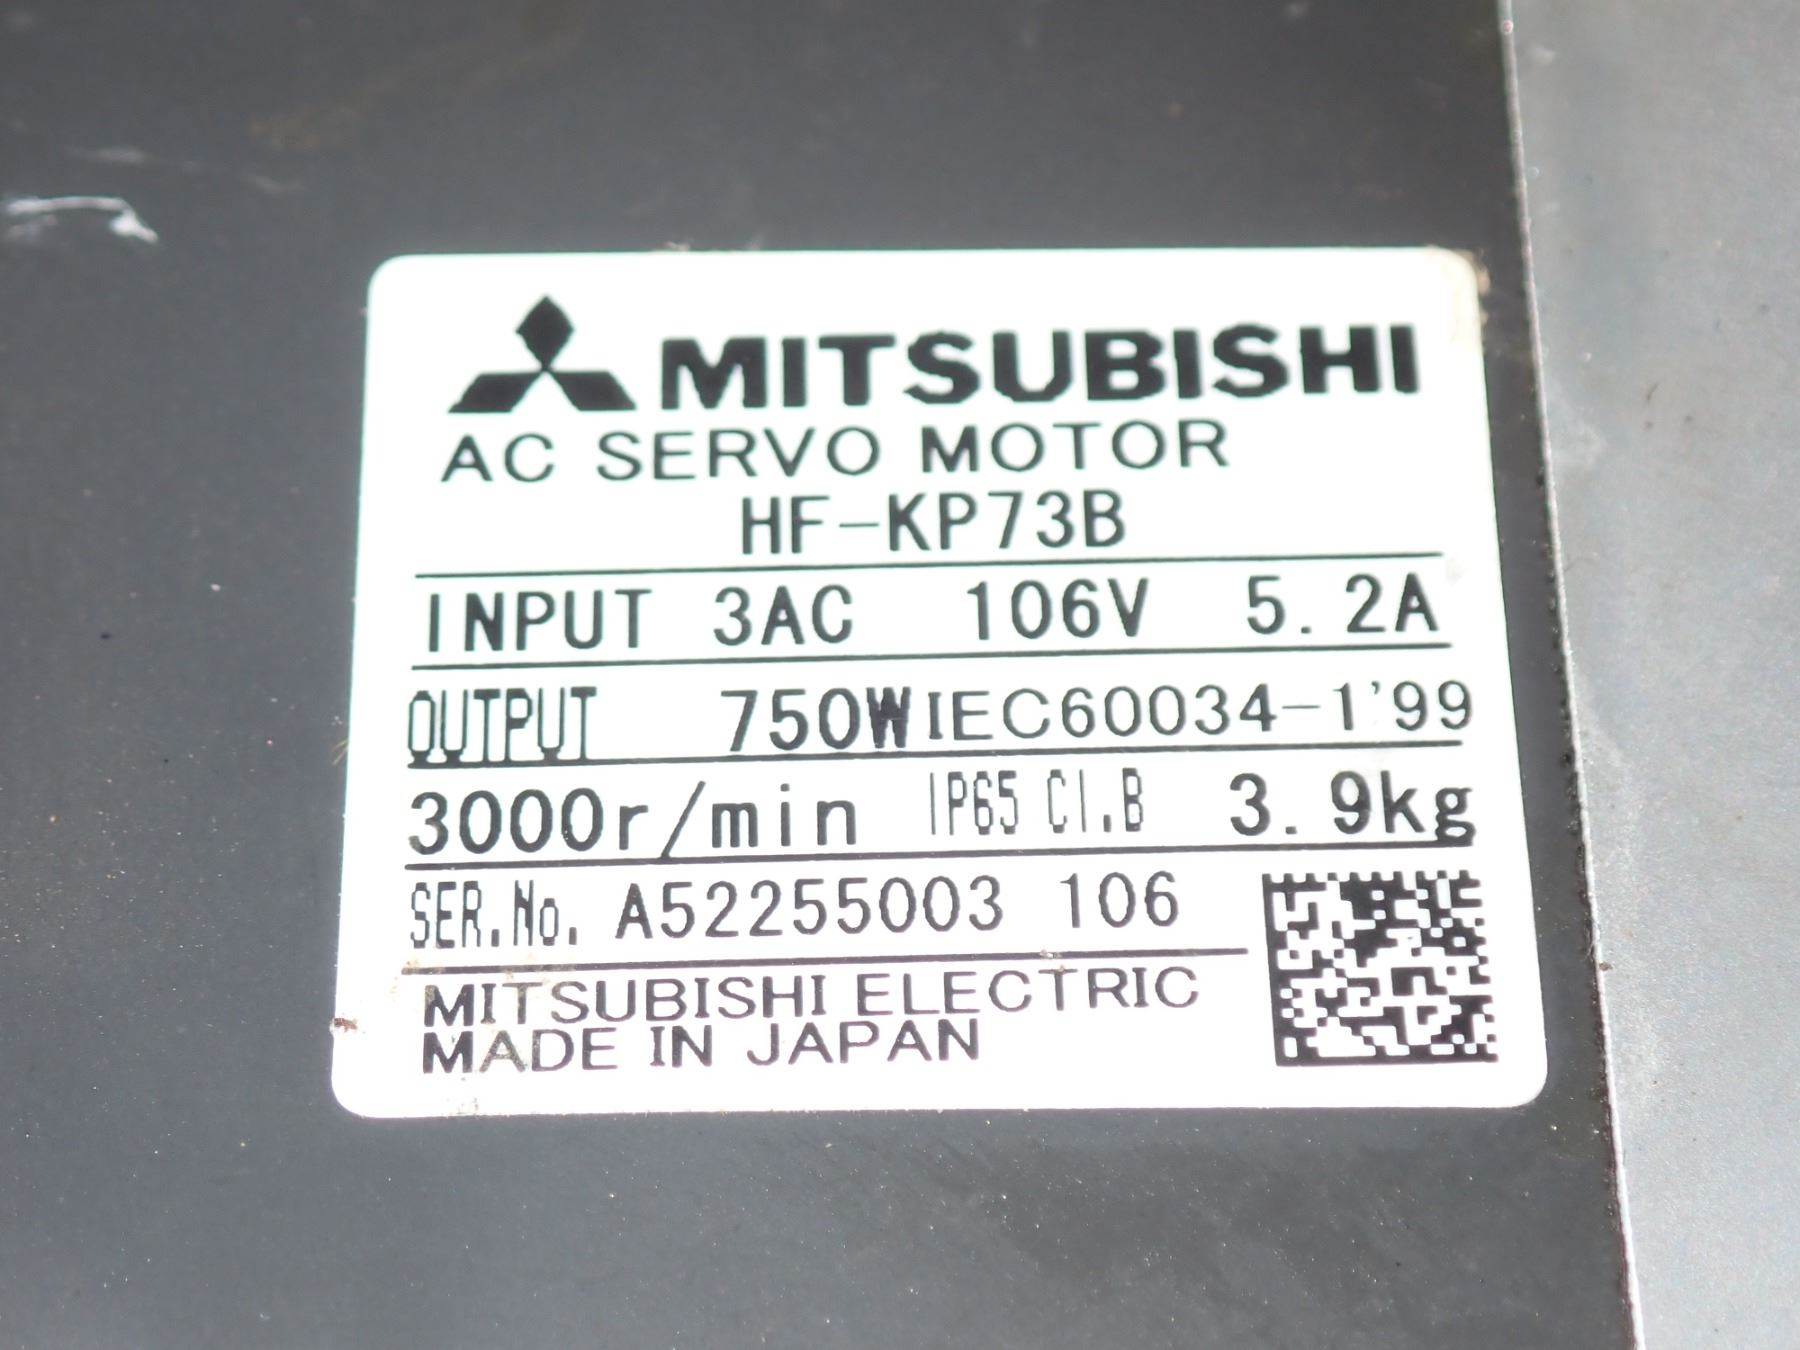 MITSUBISHI
AC SERVO MOTOR
HF-KP73B
INPUT 3AC 106V 5.2A
OUTPUT 750W IEC60034-1'99
3000r/min IP65 Cl.B 3.9kg
SER.No. A52255003 106
MITSUBISHI ELECTRIC
MADE IN JAPAN